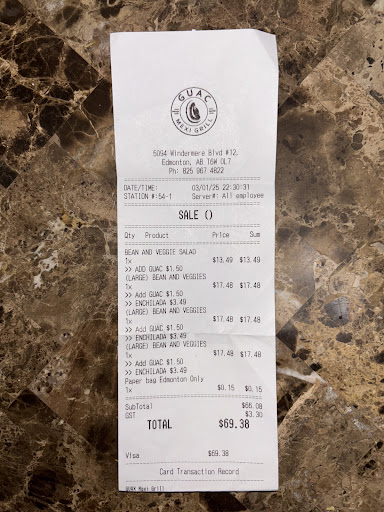 GUAC
MEXI GRILL
5094 Windermere Blvd #12,
Edmonton, AB T6W 0L7
Ph: 825 967 4822
DATE/TIME: 03/01/25 22:30:31
STATION #:54-1 Server#: All employee
SALE ()
Qty Product Price Sum
BEAN AND VEGGIE SALAD
1x $13.49 $13.49
>> ADD GUAC $1.50
(LARGE) BEAN AND VEGGIES
1x $17.48 $17.48
>> Add GUAC $1.50
>> ENCHILADA $3.49
(LARGE) BEAN AND VEGGIES
1x $17.48 $17.48
>> Add GUAC $1.50
>> ENCHILADA $3.49
(LARGE) BEAN AND VEGGIES
1x $17.48 $17.48
>> Add GUAC $1.50
>> ENCHILADA $3.49
Paper bag Edmonton Only
1x $0.15 $0.15
SubTotal $66.08
GST $3.30
TOTAL $69.38
Visa $69.38
Card Transaction Record
Mexi Grill